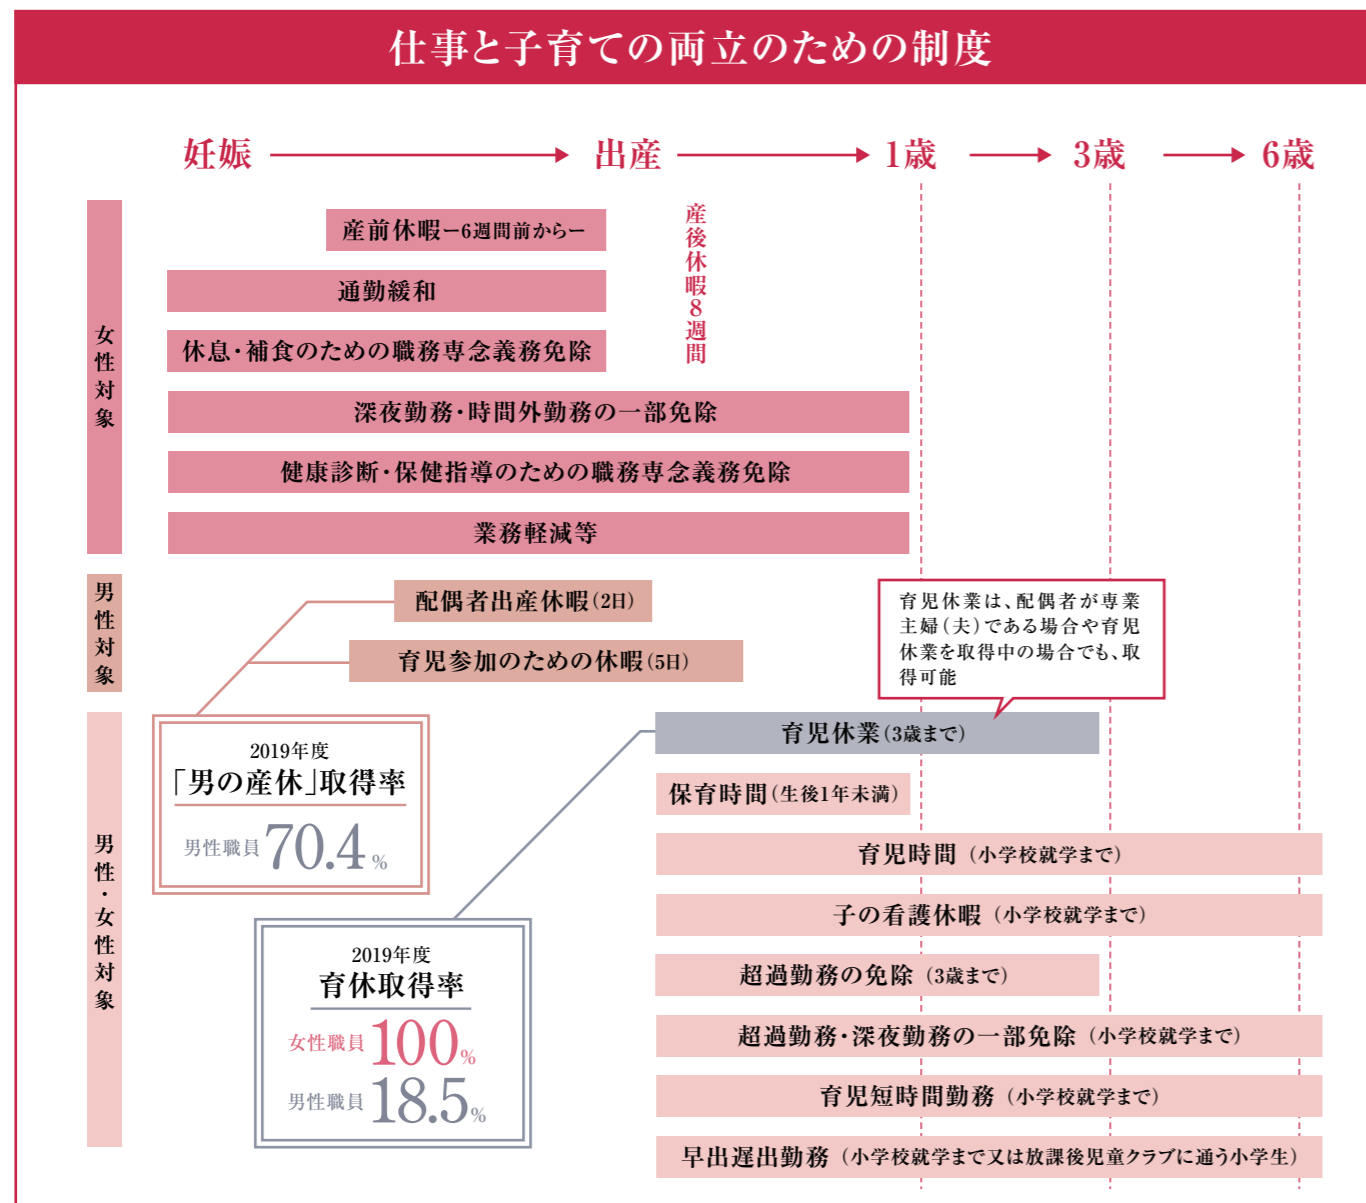 仕事と子育ての両立のための制度
妊娠
出産
1歳
3歳
6歳
女性対象
産前休暇ー6週間前からー
産後休暇8週間
通勤緩和
休息・補食のための職務専念義務免除
深夜勤務・時間外勤務の一部免除
健康診断・保健指導のための職務専念義務免除
業務軽減等
男性対象
配偶者出産休暇(2日)
育児参加のための休暇(5日)
育児休業は、配偶者が専業
主婦(夫)である場合や育児
休業を取得中の場合でも、取
得可能
2019年度
「男の産休」取得率
男性職員70.4%
男性・女性対象
育児休業(3歳まで)
保育時間(生後1年未満)
育児時間(小学校就学まで)
子の看護休暇(小学校就学まで)
超過勤務の免除(3歳まで)
超過勤務・深夜勤務の一部免除(小学校就学まで)
育児短時間勤務(小学校就学まで)
早出遅出勤務(小学校就学まで又は放課後児童クラブに通う小学生)
2019年度
育休取得率
女性職員100%
男性職員18.5%